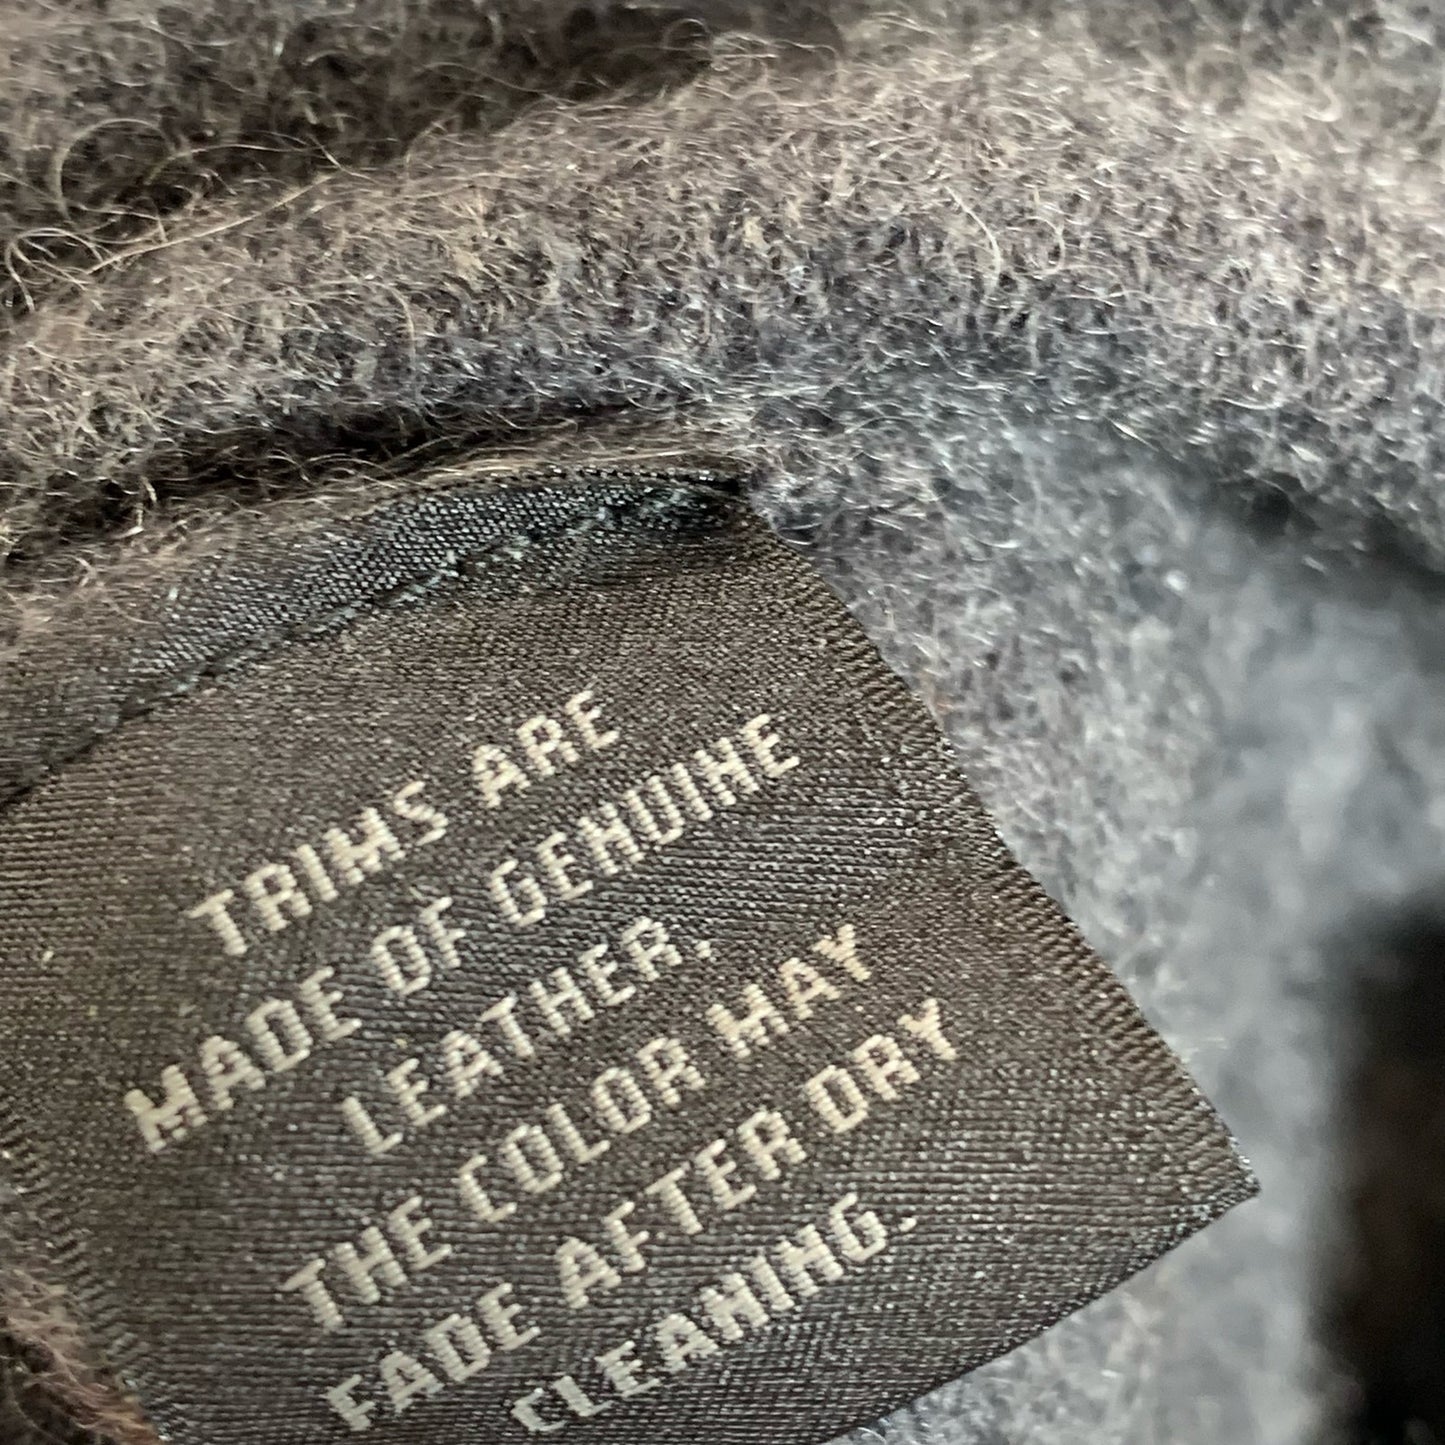 TRIMS ARE
MADE OF GENUINE
LEATHER.
THE COLOR MAY
FADE AFTER DRY
CLEANING.